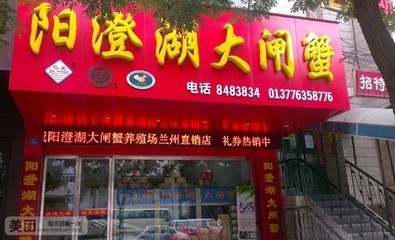 阳澄湖大闸蟹
电话 8483834 013776358776
招待
阳澄湖大闸蟹养殖场兰州直销店 礼券热销中
阳澄湖大闸蟹
阳澄湖大闸蟹
美团